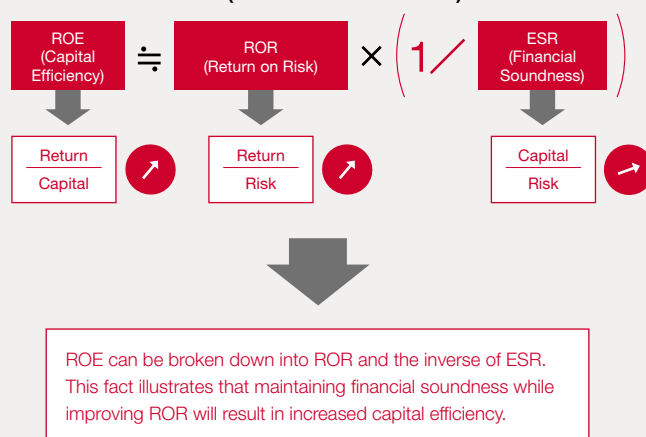 ROE
(Capital
Efficiency)
≒
ROR
(Return on Risk)
×
(1/
ESR
(Financial
Soundness)
)
Return
Capital
Return
Risk
Capital
Risk
ROE can be broken down into ROR and the inverse of ESR.
This fact illustrates that maintaining financial soundness while
improving ROR will result in increased capital efficiency.